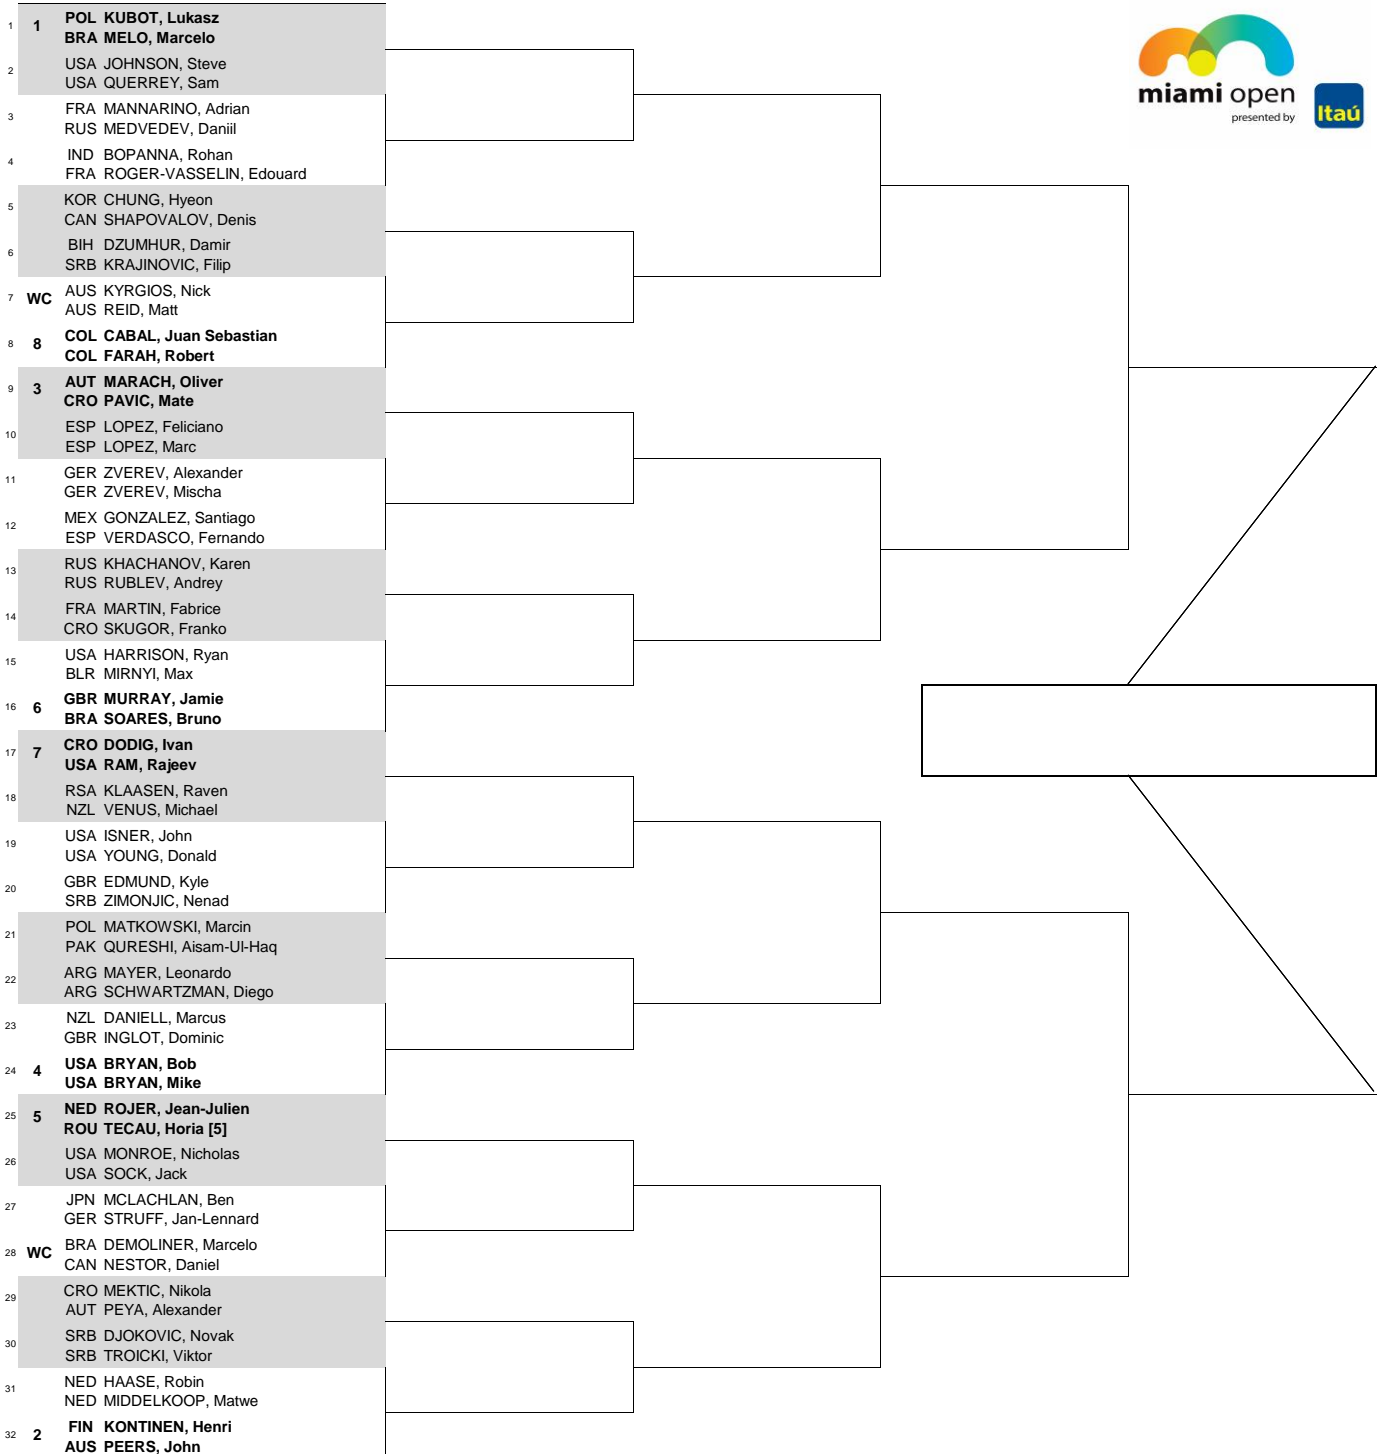 1 1 POL KUBOT, Lukasz
BRA MELO, Marcelo
2 USA JOHNSON, Steve
USA QUERREY, Sam
3 FRA MANNARINO, Adrian
RUS MEDVEDEV, Daniil
4 IND BOPANNA, Rohan
FRA ROGER-VASSELIN, Edouard
5 KOR CHUNG, Hyeon
CAN SHAPOVALOV, Denis
6 BIH DZUMHUR, Damir
SRB KRAJINOVIC, Filip
7 WC AUS KYRGIOS, Nick
AUS REID, Matt
8 8 COL CABAL, Juan Sebastian
COL FARAH, Robert
9 3 AUT MARACH, Oliver
CRO PAVIC, Mate
10 ESP LOPEZ, Feliciano
ESP LOPEZ, Marc
11 GER ZVEREV, Alexander
GER ZVEREV, Mischa
12 MEX GONZALEZ, Santiago
ESP VERDASCO, Fernando
13 RUS KHACHANOV, Karen
RUS RUBLEV, Andrey
14 FRA MARTIN, Fabrice
CRO SKUGOR, Franko
15 USA HARRISON, Ryan
BLR MIRNYI, Max
16 6 GBR MURRAY, Jamie
BRA SOARES, Bruno
17 7 CRO DODIG, Ivan
USA RAM, Rajeev
18 RSA KLAASEN, Raven
NZL VENUS, Michael
19 USA ISNER, John
USA YOUNG, Donald
20 GBR EDMUND, Kyle
SRB ZIMONJIC, Nenad
21 POL MATKOWSKI, Marcin
PAK QURESHI, Aisam-Ul-Haq
22 ARG MAYER, Leonardo
ARG SCHWARTZMAN, Diego
23 NZL DANIELL, Marcus
GBR INGLOT, Dominic
24 4 USA BRYAN, Bob
USA BRYAN, Mike
25 5 NED ROJER, Jean-Julien
ROU TECAU, Horia [5]
26 USA MONROE, Nicholas
USA SOCK, Jack
27 JPN MCLACHLAN, Ben
GER STRUFF, Jan-Lennard
28 WC BRA DEMOLINER, Marcelo
CAN NESTOR, Daniel
29 CRO MEKTIC, Nikola
AUT PEYA, Alexander
30 SRB DJOKOVIC, Novak
SRB TROICKI, Viktor
31 NED HAASE, Robin
NED MIDDELKOOP, Matwe
32 2 FIN KONTINEN, Henri
AUS PEERS, John
miami open
presented by
Itaú